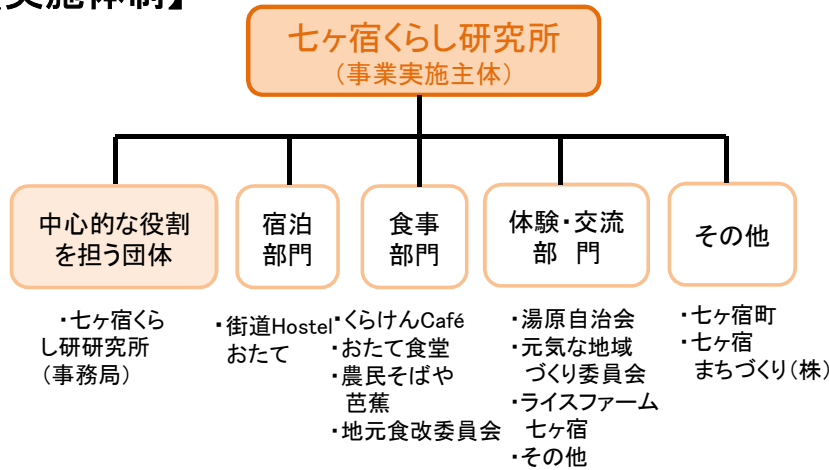 実施体制】
七ヶ宿くらし研究所
(事業実施主体)
中心的な役割
を担う団体
宿泊
部門
食事
部門
体験・交流
部 門
その他
・七ヶ宿くら
し研研究所
(事務局)
・街道Hostel
おたて
・くらけんCafé
・おたて食堂
・農民そばや
芭蕉
・地元食改委員会
・湯原自治会
・元気な地域
づくり委員会
・ライスファーム
七ヶ宿
・その他
・七ヶ宿町
・七ヶ宿
まちづくり(株)